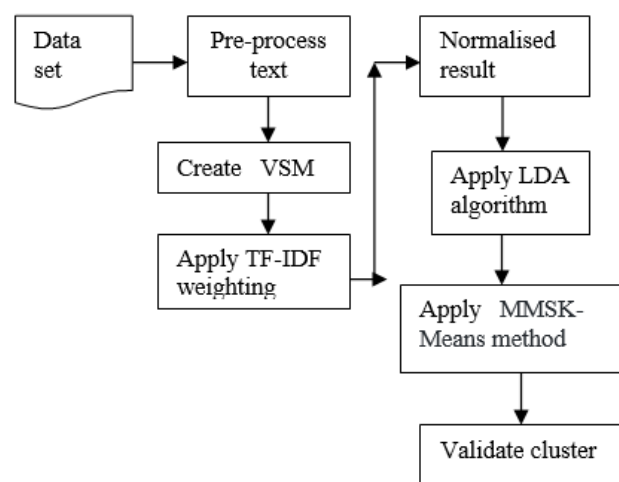 Data
set
Pre-process
text
Create VSM
Apply TF-IDF
weighting
Normalised
result
Apply LDA
algorithm
Apply MMSK-
Means method
Validate cluster